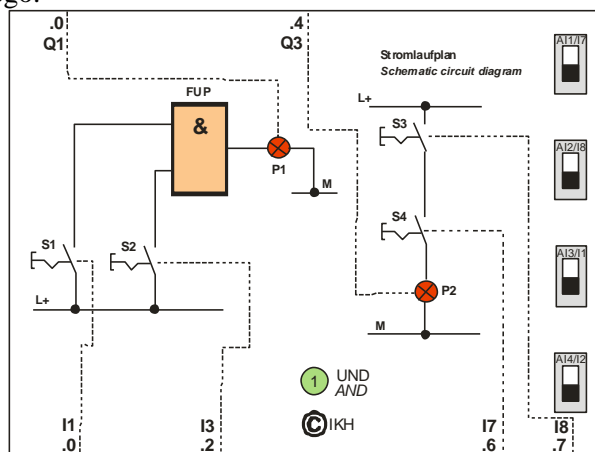 ogo.
.0
Q1
.4
Q3
Stromlaufplan
Schematic circuit diagram
AI1/I7
FUP
&
L+
S3
P1
M
AI2/I8
S1
S2
S4
L+
P2
AI3/I1
M
1
UND
AND
AI4/I2
© IKH
I1
.0
I3
.2
I7
.6
I8
.7